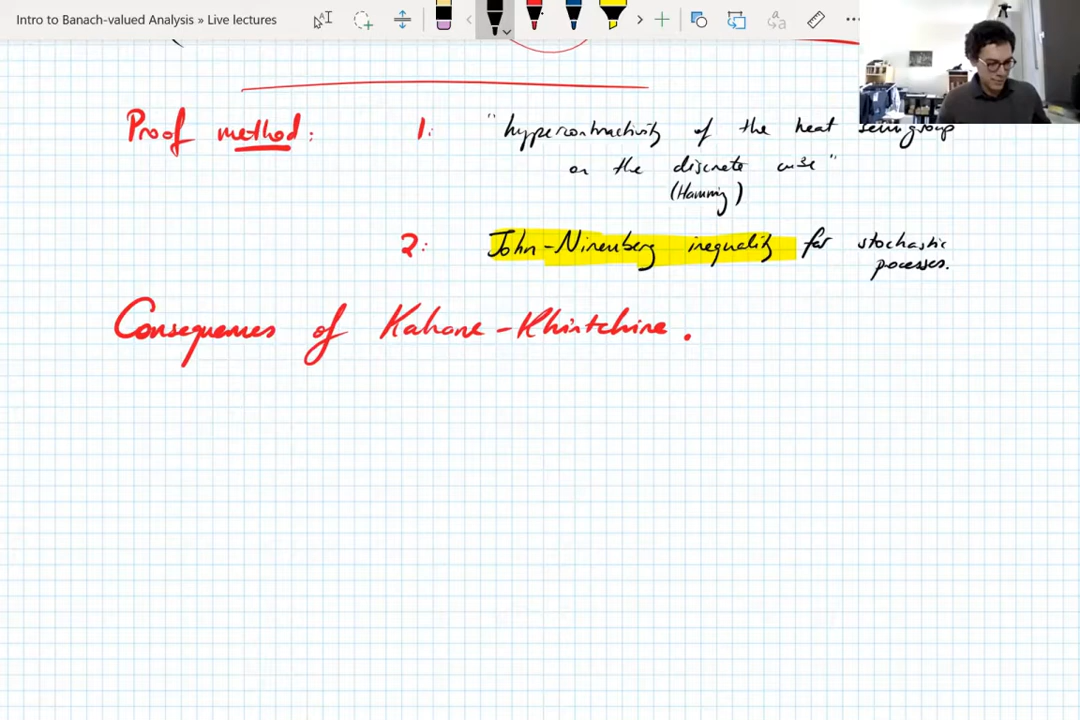 Intro to Banach-valued Analysis » Live lectures
Proof method: 1: "hypercontractivity of the heat semigroup
on the discrete cube"
(Hamming)
2: John-Nirenberg inequality for stochastic
processes.
Consequences of Kahane-Khintchine.